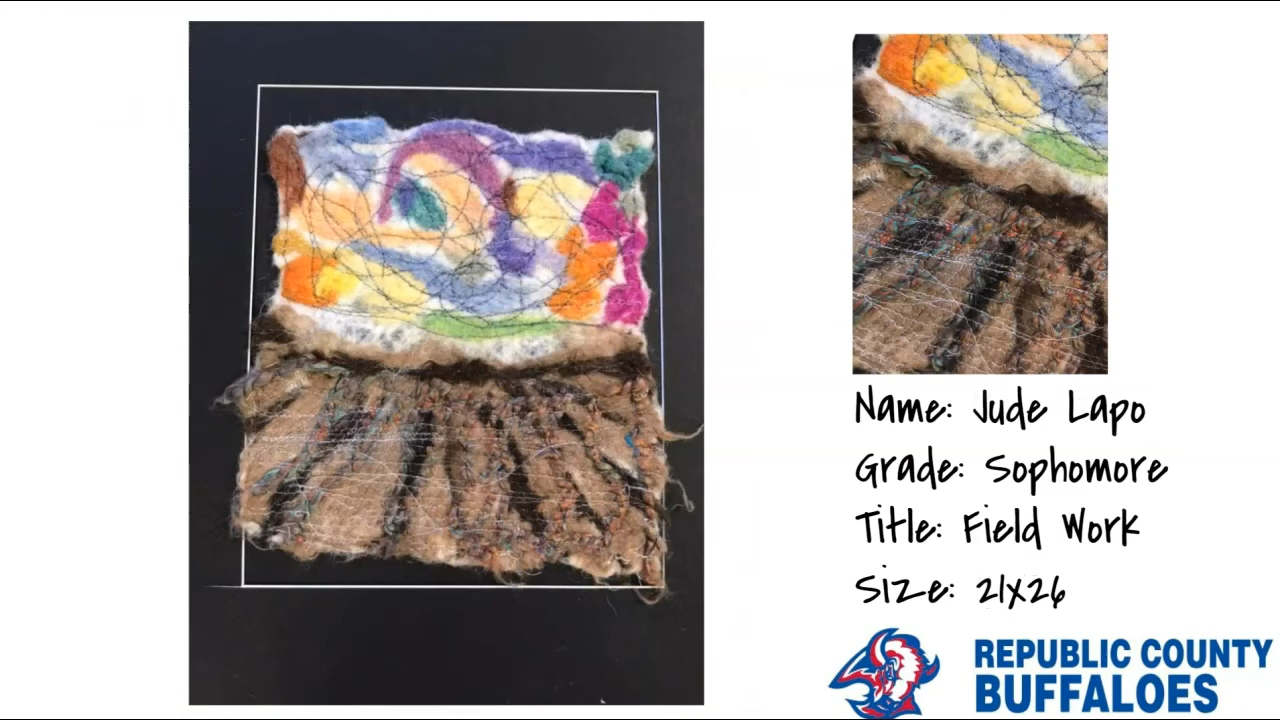 Name: Jude Lapo
Grade: Sophomore
Title: Field Work
Size: 21x26
REPUBLIC COUNTY
BUFFALOES